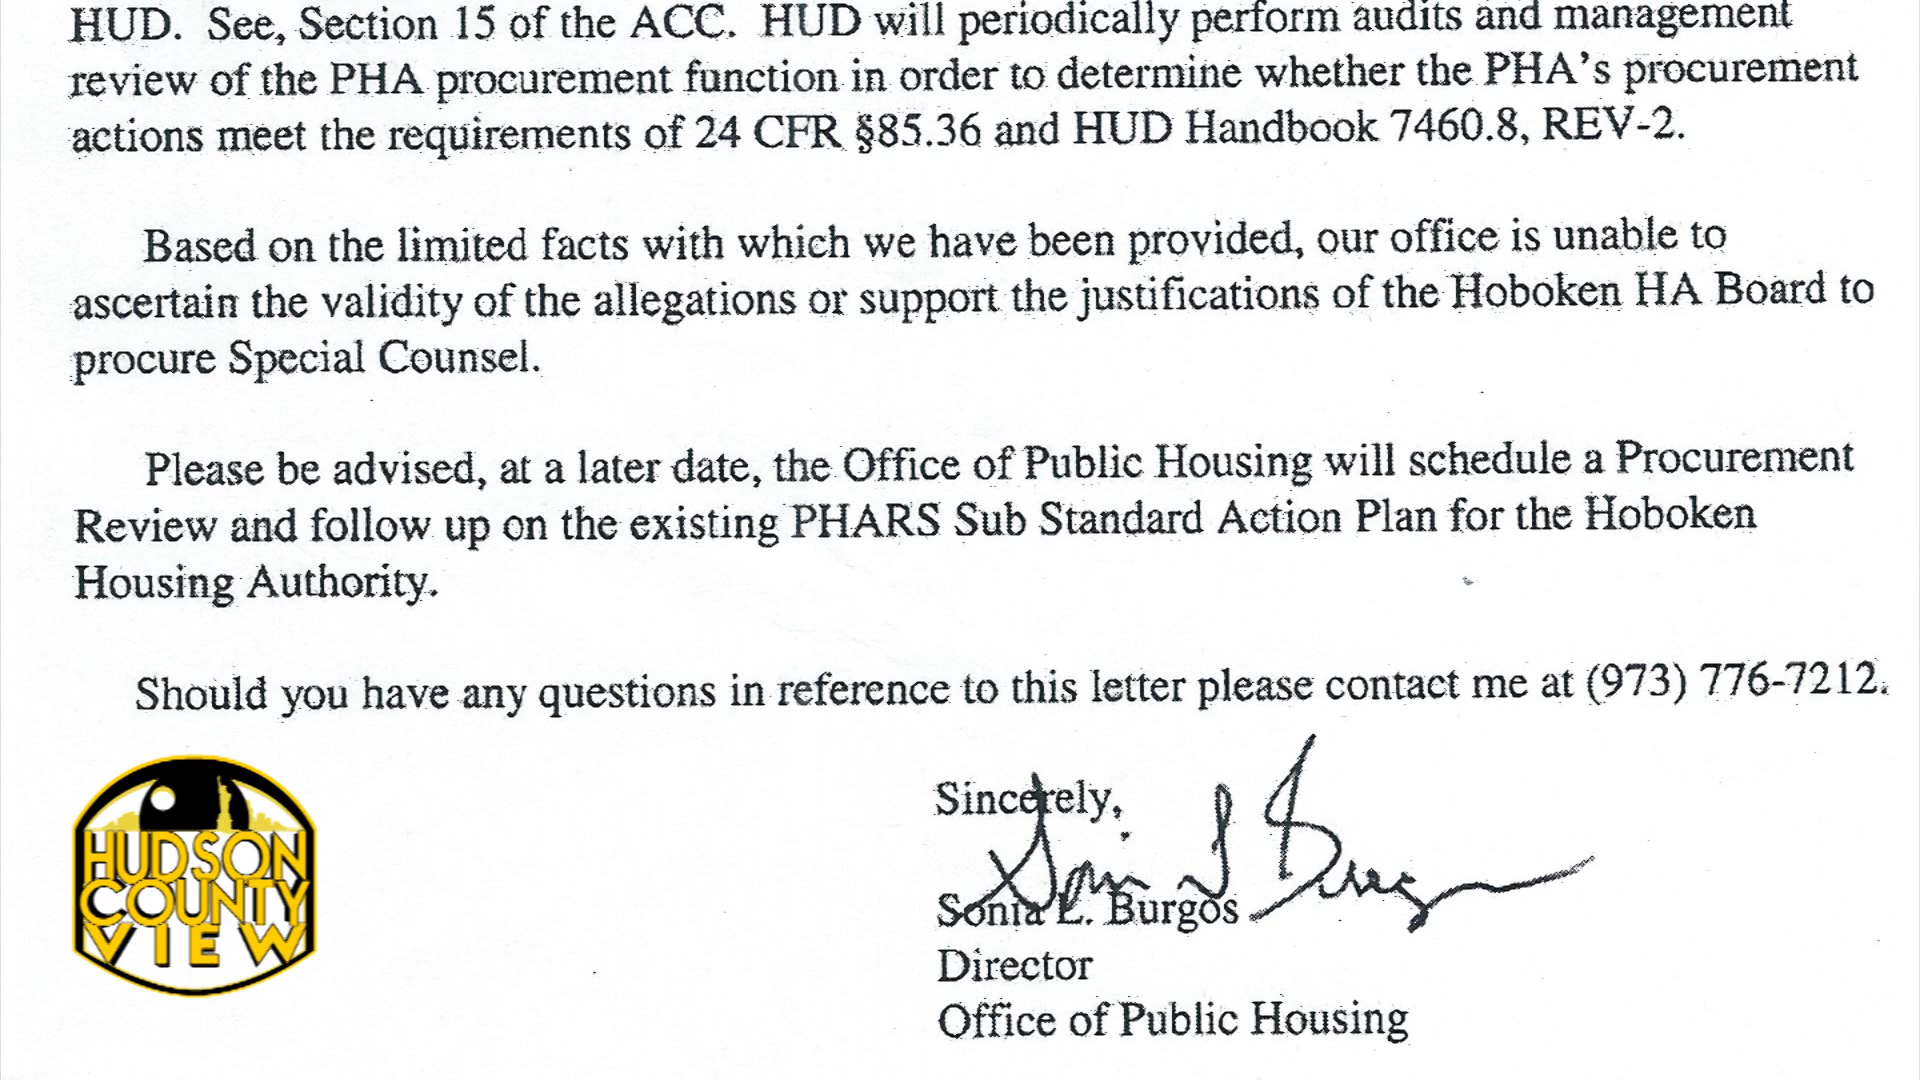 HUD. See, Section 15 of the ACC. HUD will periodically perform audits and management
review of the PHA procurement function in order to determine whether the PHA's procurement
actions meet the requirements of 24 CFR §85.36 and HUD Handbook 7460.8, REV-2.
Based on the limited facts with which we have been provided, our office is unable to
ascertain the validity of the allegations or support the justifications of the Hoboken HA Board to
procure Special Counsel.
Please be advised, at a later date, the Office of Public Housing will schedule a Procurement
Review and follow up on the existing PHARS Sub Standard Action Plan for the Hoboken
Housing Authority.
Should you have any questions in reference to this letter please contact me at (973) 776-7212.
Sincerely,
Sonia L. Burgos
Director
Office of Public Housing
HUDSON
COUNTY
VIEW